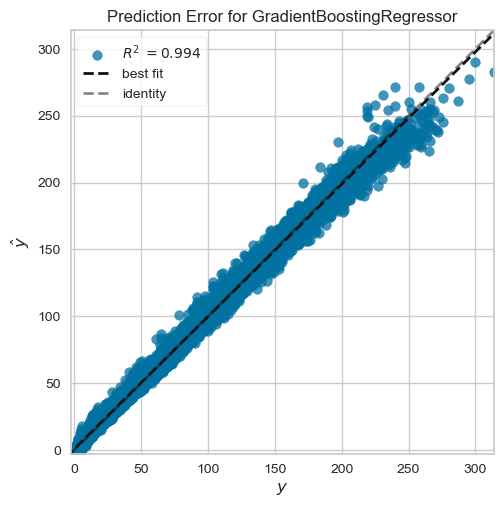 Prediction Error for GradientBoostingRegressor
R² = 0.994
best fit
identity
300
250
200
150
100
50
0
ŷ
0 50 100 150 200 250 300
y